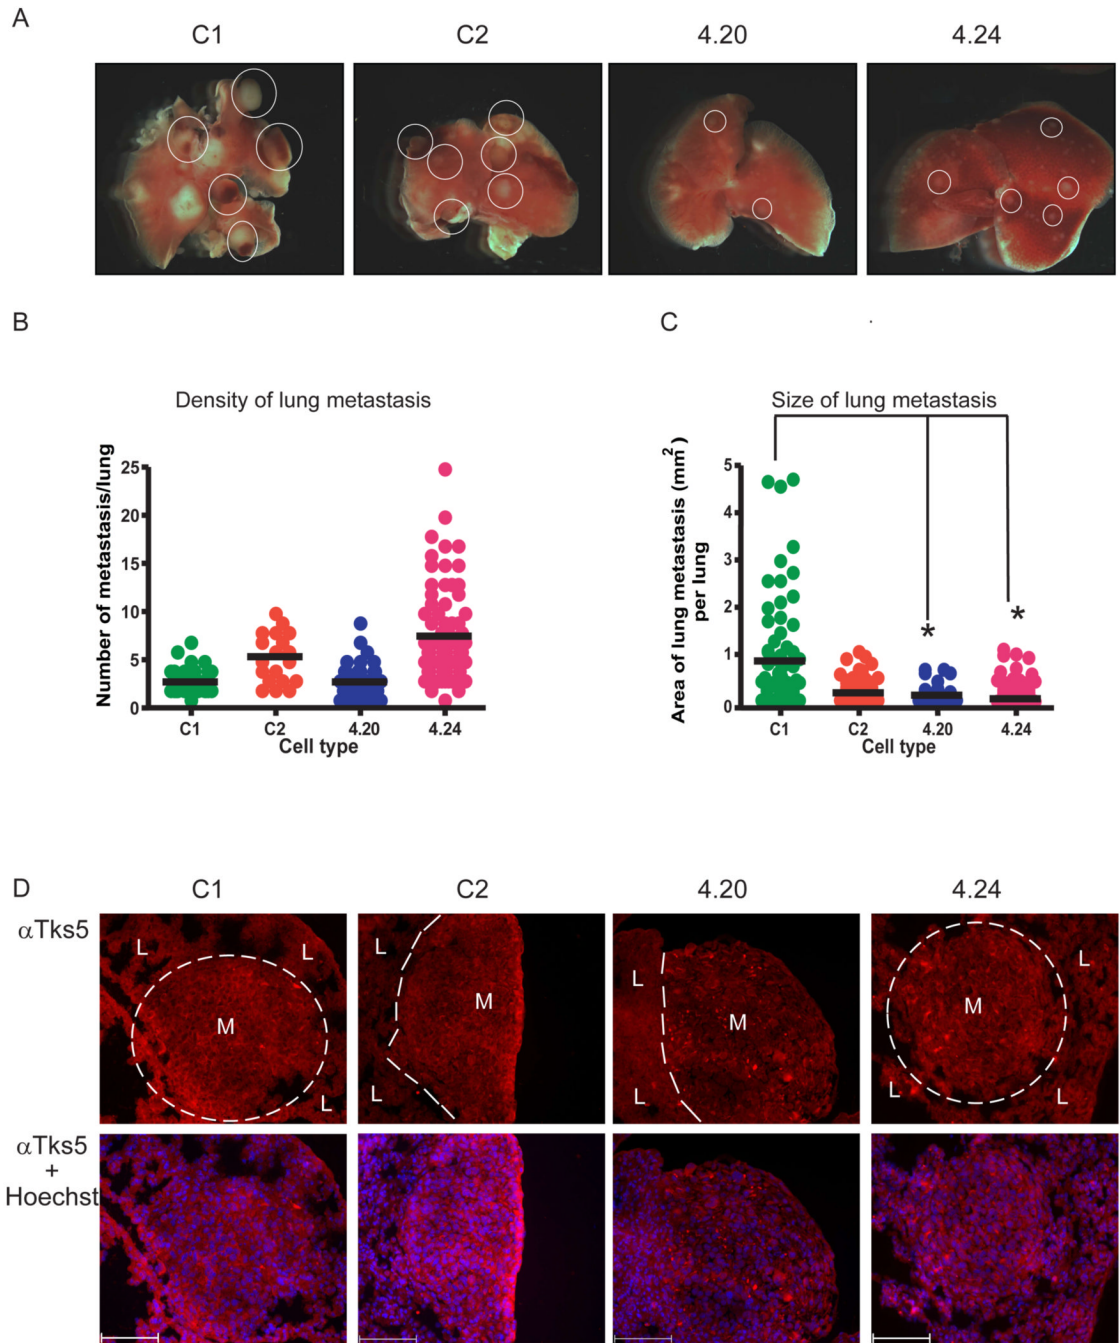 A
C1 C2 4.20 4.24
B
C
Density of lung metastasis
Number of metastasis/lung
25
20
15
10
5
0
C1 C2 4.20 4.24
Cell type
Size of lung metastasis
Area of lung metastasis (mm2)
per lung
5
4
3
2
1
0
* *
C1 C2 4.20 4.24
Cell type
D
C1 C2 4.20 4.24
αTks5
L L M L
L M L
L M L
L M L L
αTks5
+
Hoechst